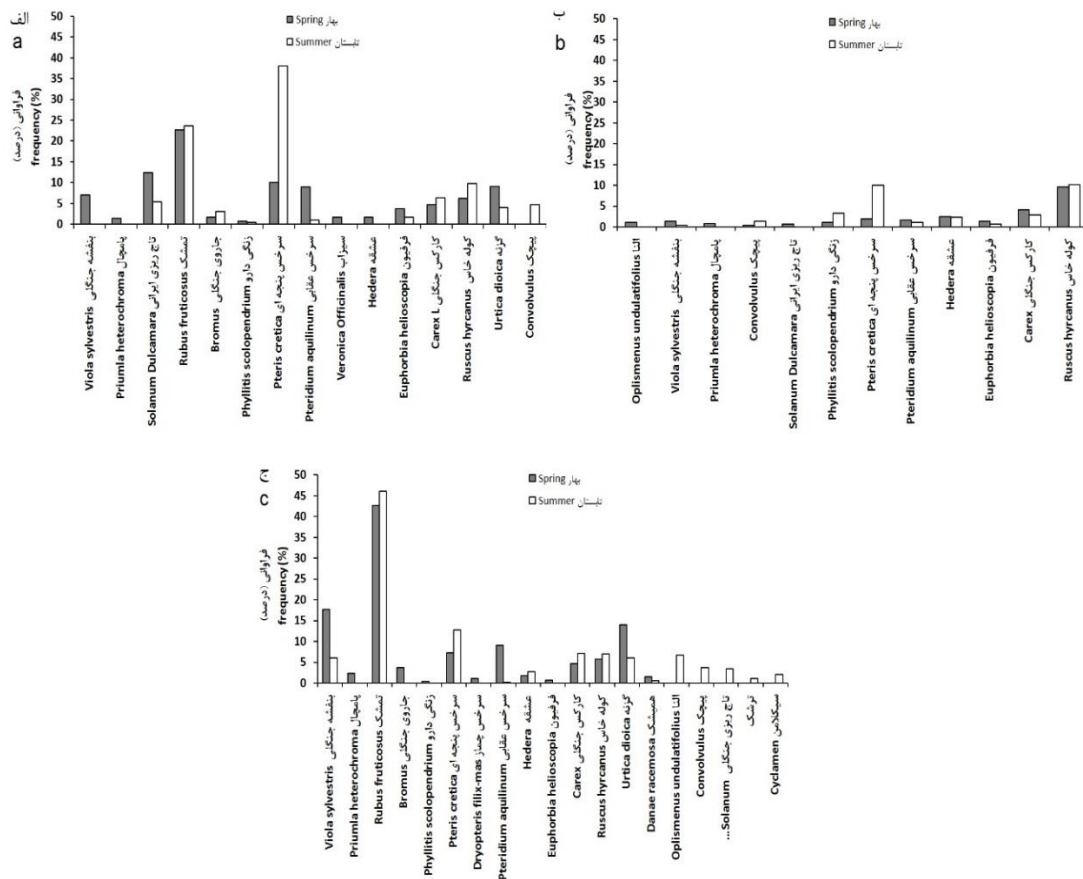 الف
a
50
45
40
35
30
25
20
15
10
5
0
فراوانی (درصد)
frequency (%)
Spring بهار
Summer تابستان
Viola sylvestris بنفشه جنگلی
Priumla heterochroma پامچال
Solanum Dulcamara تاج ریزی ایرانی
Rubus fruticosus تمشک
Bromus جاروی جنگلی
Phyllitis scolopendrium زنگی دارو
Pteris cretica سرخس پنجه ای
Pteridium aquilinum سرخس عقابی
Veronica Officinalis سیزاب
Hedera عشقه
Euphorbia helioscopia فرفیون
Carex L کارکس جنگلی
Ruscus hyrcanus کوله خاس
Urtica dioica گزنه
Convolvulus پیچک
b
50
45
40
35
30
25
20
15
10
5
0
فراوانی (درصد)
frequency (%)
Spring بهار
Summer تابستان
Oplismenus undulatifolius الندا
Viola sylvestris بنفشه جنگلی
Priumla heterochroma پامچال
Convolvulus پیچک
Solanum Dulcamara تاج ریزی ایرانی
Phyllitis scolopendrium زنگی دارو
Pteris cretica سرخس پنجه ای
Pteridium aquilinum سرخس عقابی
Hedera عشقه
Euphorbia helioscopia فرفیون
Carex کارکس جنگلی
Ruscus hyrcanus کوله خاس
c
50
45
40
35
30
25
20
15
10
5
0
فراوانی (درصد)
frequency (%)
Spring بهار
Summer تابستان
Viola sylvestris بنفشه جنگلی
Priumla heterochroma پامچال
Rubus fruticosus تمشک
Bromus جاروی جنگلی
Phyllitis scolopendrium زنگی دارو
Pteris cretica سرخس پنجه ای
Dryopteris filix-mas سرخس چماز
Pteridium aquilinum سرخس عقابی
Hedera عشقه
Euphorbia helioscopia فرفیون
Carex کارکس جنگلی
Ruscus hyrcanus کوله خاس
Urtica dioica گزنه
Danae racemosa همیشک
Oplismenus undulatifolius
Convolvulus پیچک
Solanum تاج ریزی جنگلی...
ترشک
Cyclamen سیکلامن